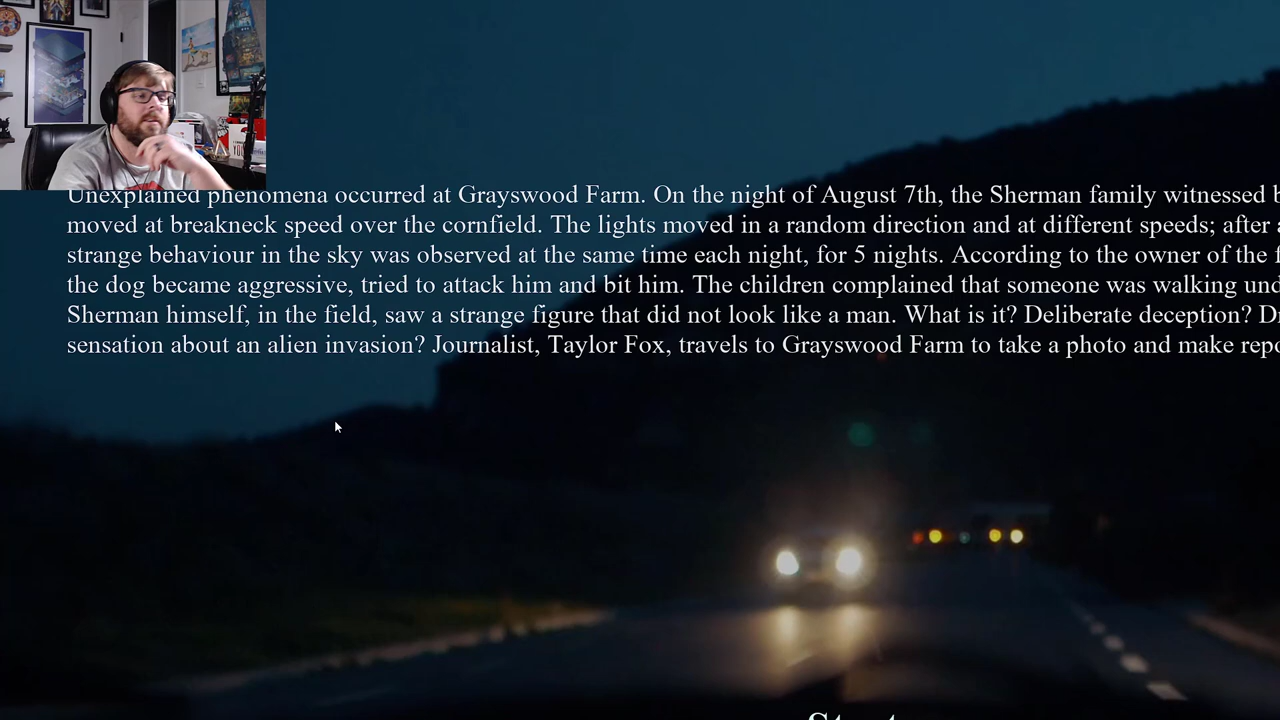 Unexplained phenomena occurred at Grayswood Farm. On the night of August 7th, the Sherman family witnessed
moved at breakneck speed over the cornfield. The lights moved in a random direction and at different speeds; after
strange behaviour in the sky was observed at the same time each night, for 5 nights. According to the owner of the
the dog became aggressive, tried to attack him and bit him. The children complained that someone was walking
Sherman himself, in the field, saw a strange figure that did not look like a man. What is it? Deliberate deception?
sensation about an alien invasion? Journalist, Taylor Fox, travels to Grayswood Farm to take a photo and make
Start